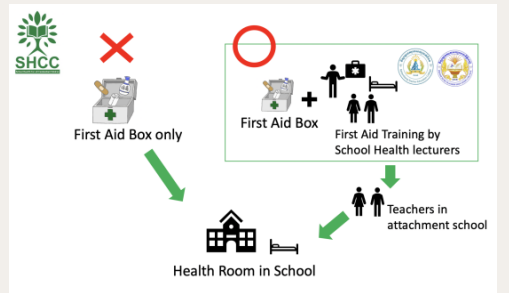 SHCC
First Aid Box only
First Aid Box
First Aid Training by
School Health lecturers
Teachers in
attachment school
Health Room in School